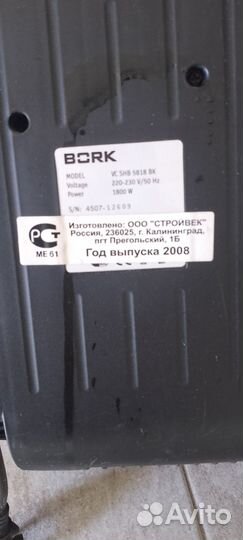 BORK
MODEL VC SHB 5818 BK
Voltage 220-230 V/50 Hz
Power 1800 W
S/N: 4507-12609
РСТ
ME 61
Изготовлено: ООО "СТРОИВЕК"
Россия, 236025, г. Калининград,
пгт Прегольский, 1Б
Год выпуска 2008
Avito